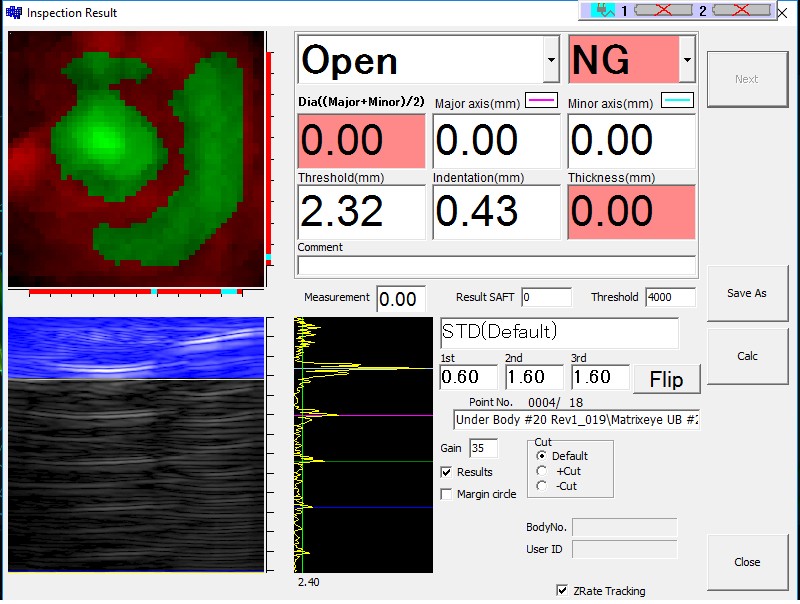 Inspection Result
1 2
Open NG
Next
Dia((Major+Minor)/2) Major axis(mm) Minor axis(mm)
0.00 0.00 0.00
Threshold(mm) Indentation(mm) Thickness(mm)
2.32 0.43 0.00
Comment
Measurement 0.00 Result SAFT 0 Threshold 4000
Save As
STD(Default)
Calc
1st 2nd 3rd
0.60 1.60 1.60 Flip
Point No. 0004/ 18
Under Body #20 Rev1_019\Matrixeye UB #2
Gain 35
Cut
Default
+Cut
-Cut
Results
Margin circle
BodyNo.
User ID
Close
2.40
ZRate Tracking